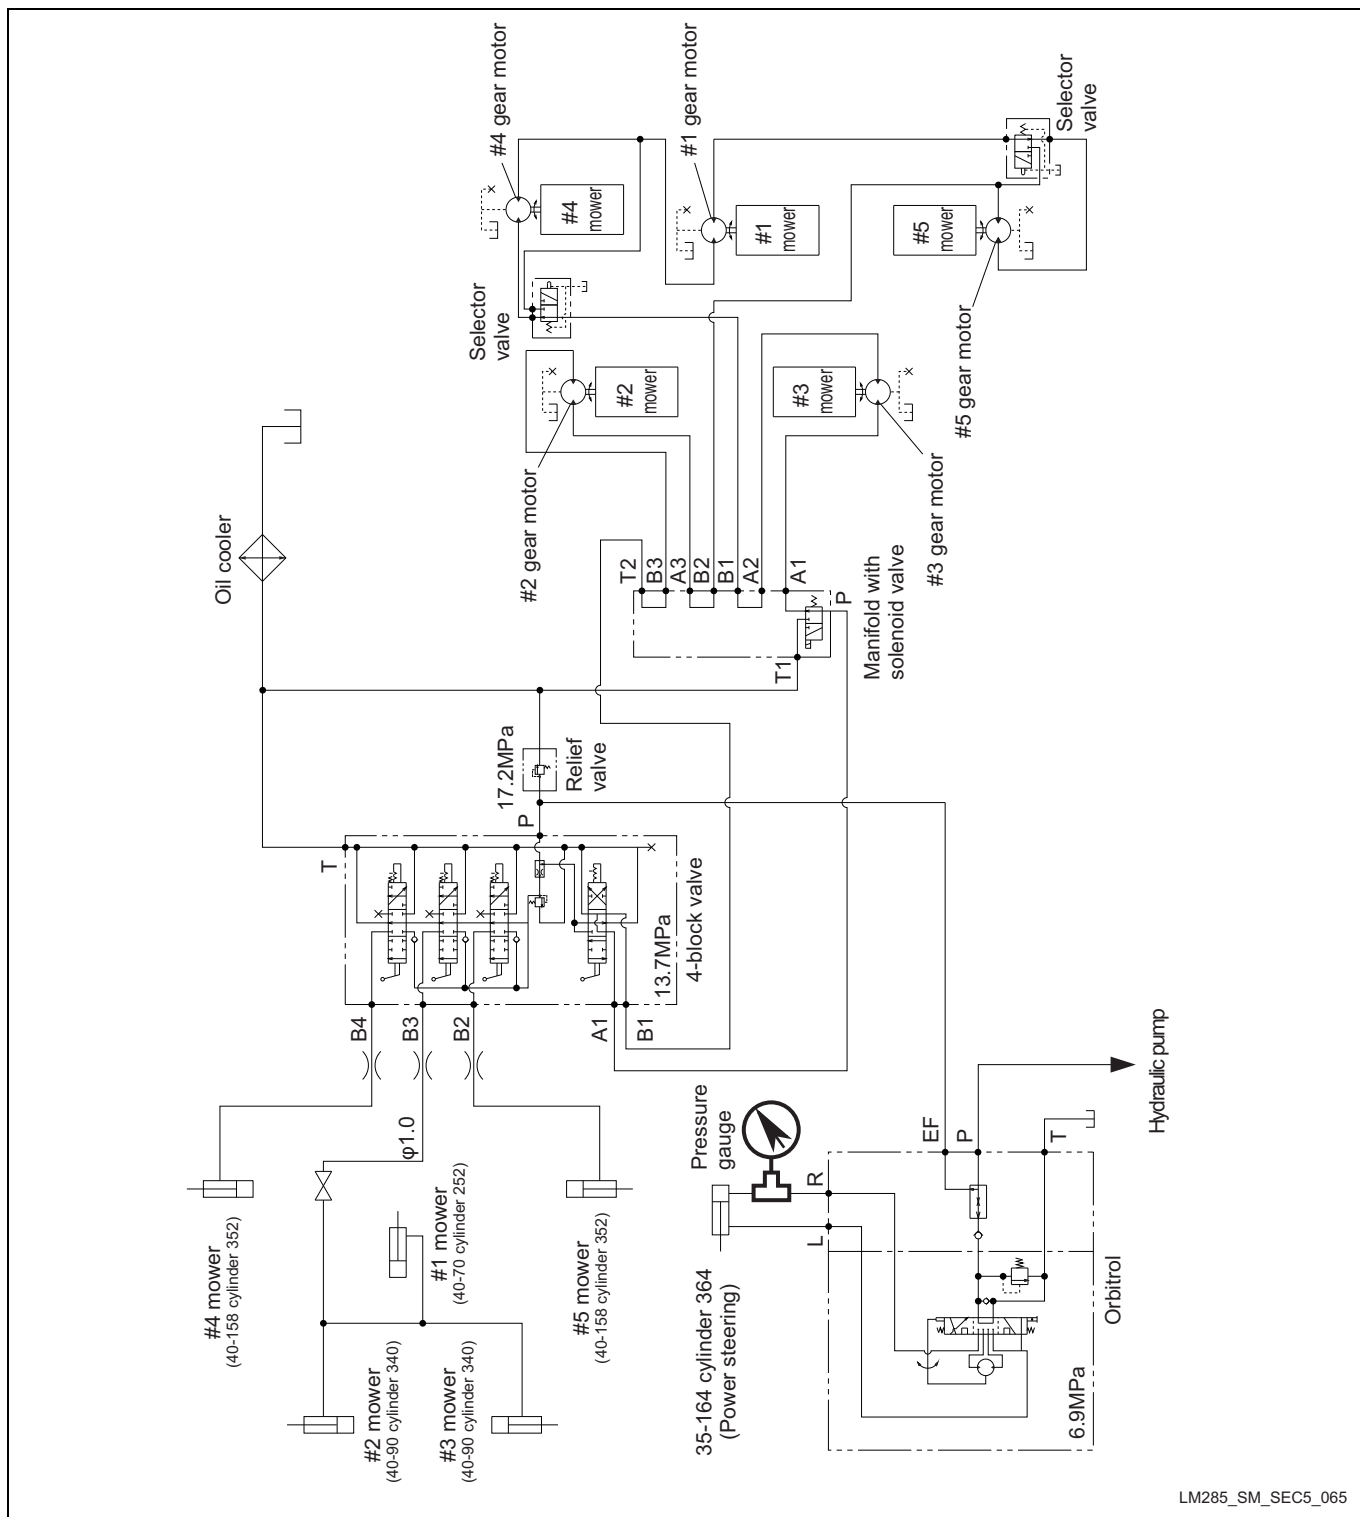 #4 gear motor
#1 gear motor
Selector
valve
#4
mower
#1
mower
#5
mower
Selector
valve
#2
mower
#3
mower
#5 gear motor
Oil cooler
#2 gear motor
#3 gear motor
T2
B3
A3
B2
B1
A2
A1
P
T1
Manifold with
solenoid valve
17.2MPa
Relief
valve
P
T
13.7MPa
4-block valve
B4
B3
B2
A1
B1
φ1.0
Pressure
gauge
EF
P
T
Hydraulic pump
R
L
#4 mower
(40-158 cylinder 352)
#1 mower
(40-70 cylinder 252)
#5 mower
(40-158 cylinder 352)
#2 mower
(40-90 cylinder 340)
#3 mower
(40-90 cylinder 340)
35-164 cylinder 364
(Power steering)
Orbitrol
6.9MPa
LM285_SM_SEC5_065